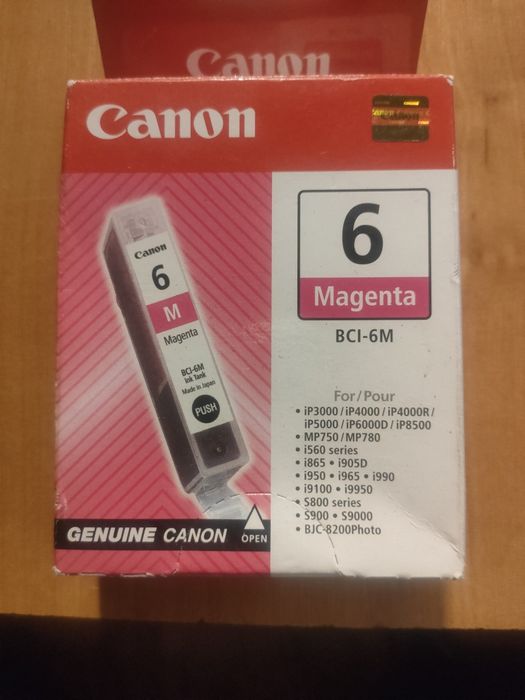 Canon
Canon
Canon
6
Magenta
BCI-6M
Canon
6
M
Magenta
BCI-6M
Ink Tank
Made in Japan
PUSH
For/Pour
• iP3000/iP4000/iP4000R/
iP5000/iP6000D/iP8500
• MP750/MP780
• i560 series
• i865 • i905D
• i950 • i965 • i990
• i9100 • i9950
• S800 series
• S900 • S9000
• BJC-8200Photo
GENUINE CANON
OPEN